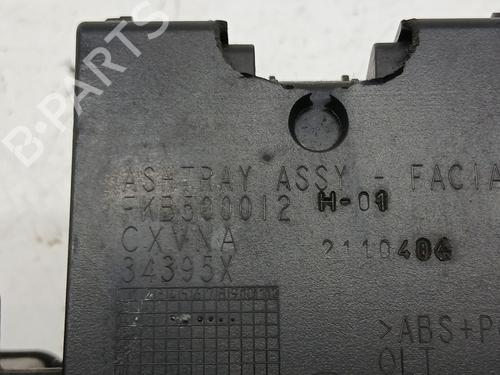 ASHTRAY ASSY - FACIA
FKB500012 H-01
CXVNA 2110404
34395X
>ABS+P
B-PARTS